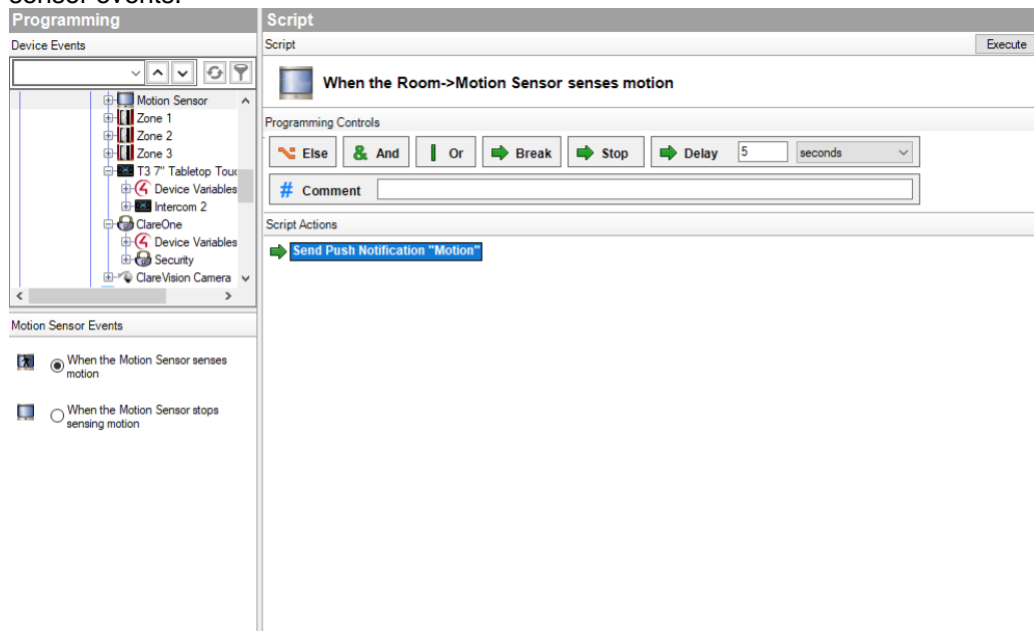 sensor events.
Programming
Device Events
Motion Sensor
Zone 1
Zone 2
Zone 3
T3 7" Tabletop Touc
Device Variables
Intercom 2
ClareOne
Device Variables
Security
ClareVision Camera
Motion Sensor Events
When the Motion Sensor senses
motion
When the Motion Sensor stops
sensing motion
Script
Script
Execute
When the Room->Motion Sensor senses motion
Programming Controls
Else & And Or Break Stop Delay 5 seconds
# Comment
Script Actions
Send Push Notification "Motion"